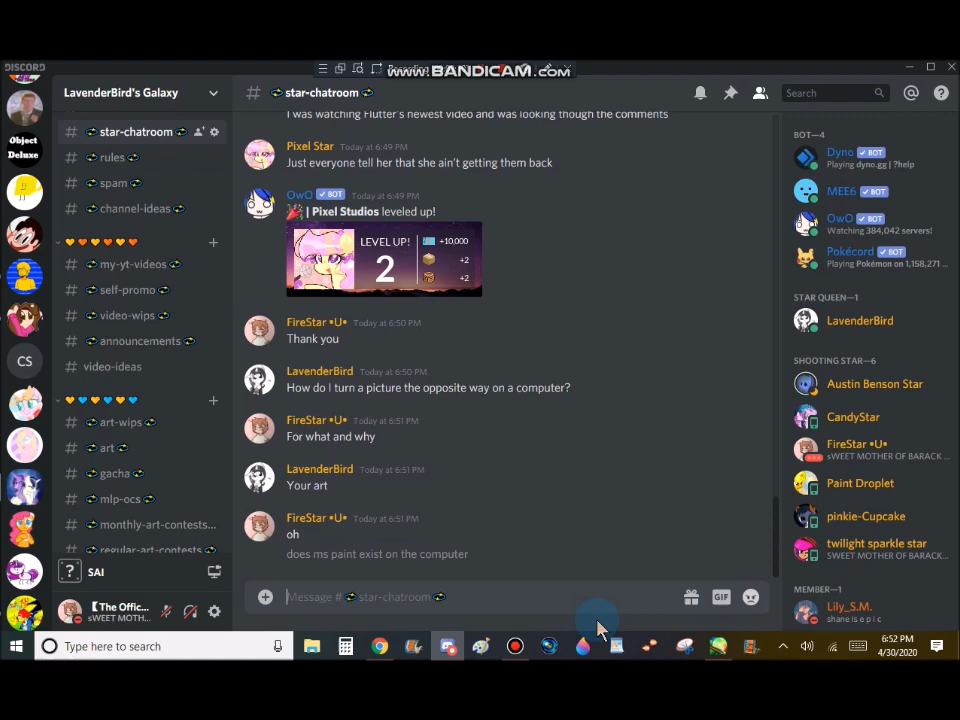 DISCORD
www.BANDICAM.com
LavenderBird's Galaxy
star-chatroom
rules
spam
channel-ideas
my-yt-videos
self-promo
video-wips
announcements
video-ideas
art-wips
art
gacha
mlp-ocs
monthly-art-contests...
regular-art-contests
SAI
【The Offic...
sWEET MOTH...
Object
Deluxe
CS
# star-chatroom
Search
I was watching Flutter's newest video and was looking though the comments
Pixel Star Today at 6:49 PM
Just everyone tell her that she ain't getting them back
OwO BOT Today at 6:49 PM
| Pixel Studios leveled up!
LEVEL UP!
2
+10,000
+2
+2
FireStar •U• Today at 6:50 PM
Thank you
LavenderBird Today at 6:50 PM
How do I turn a picture the opposite way on a computer?
FireStar •U• Today at 6:51 PM
For what and why
LavenderBird Today at 6:51 PM
Your art
FireStar •U• Today at 6:51 PM
oh
does ms paint exist on the computer
Message # star-chatroom
GIF
BOT—4
Dyno BOT
Playing dyno.gg | ?help
MEE6 BOT
OwO BOT
Watching 384,042 servers!
Pokécord BOT
Playing Pokémon on 1,158,271 ...
STAR QUEEN—1
LavenderBird
SHOOTING STAR—6
Austin Benson Star
CandyStar
FireStar •U•
sWEET MOTHER OF BARACK ...
Paint Droplet
pinkie-Cupcake
twilight sparkle star
sWEET MOTHER OF BARACK...
MEMBER—1
Lily_S.M.
shane is e p i c
Type here to search
6:52 PM
4/30/2020